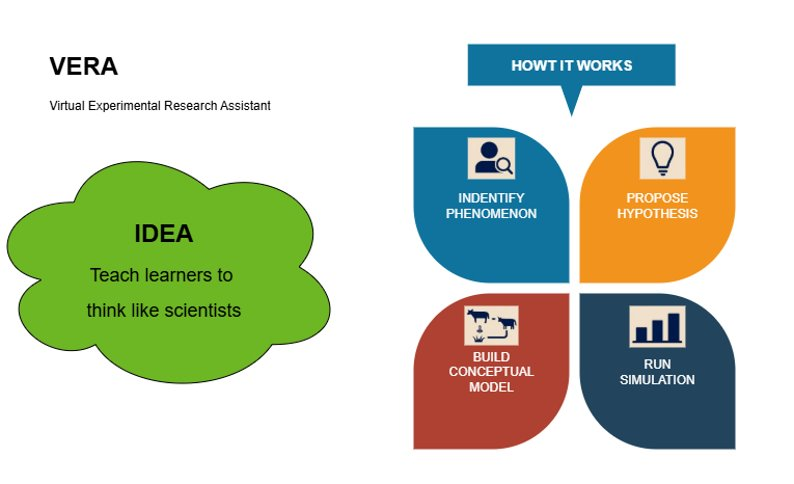 VERA
Virtual Experimental Research Assistant
IDEA
Teach learners to
think like scientists
HOWT IT WORKS
INDENTIFY
PHENOMENON
PROPOSE
HYPOTHESIS
BUILD
CONCEPTUAL
MODEL
RUN
SIMULATION